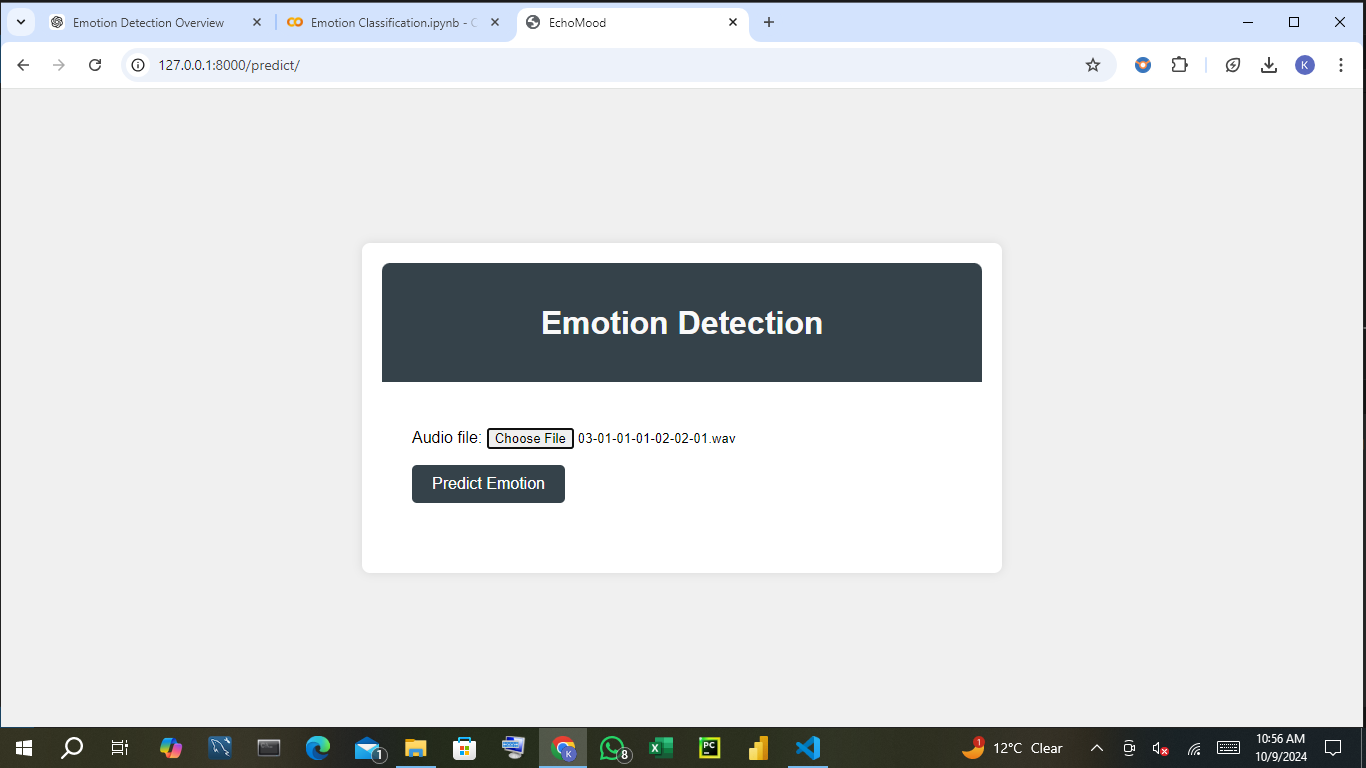 Emotion Detection Overview
Emotion Classification.ipynb - C
EchoMood
127.0.0.1:8000/predict/
K
Emotion Detection
Audio file: Choose File 03-01-01-01-02-02-01.wav
Predict Emotion
1
K
8
PC
1
12°C Clear
10:56 AM
10/9/2024